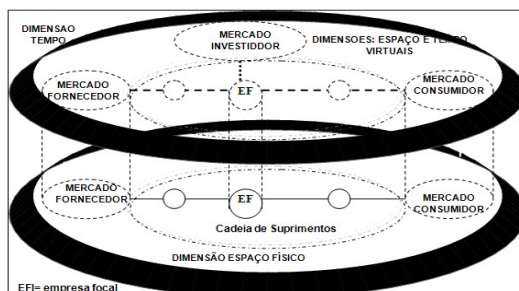 DIMENSAO
TEMPO
MERCADO
INVESTIDDOR
DIMENSOES: ESPAÇO E TEMPO
VIRTUAIS
MERCADO
FORNECEDOR
EF
MERCADO
CONSUMIDOR
MERCADO
FORNECEDOR
EF
MERCADO
CONSUMIDOR
Cadeia de Suprimentos
DIMENSÃO ESPAÇO FÍSICO
EFI= empresa focal